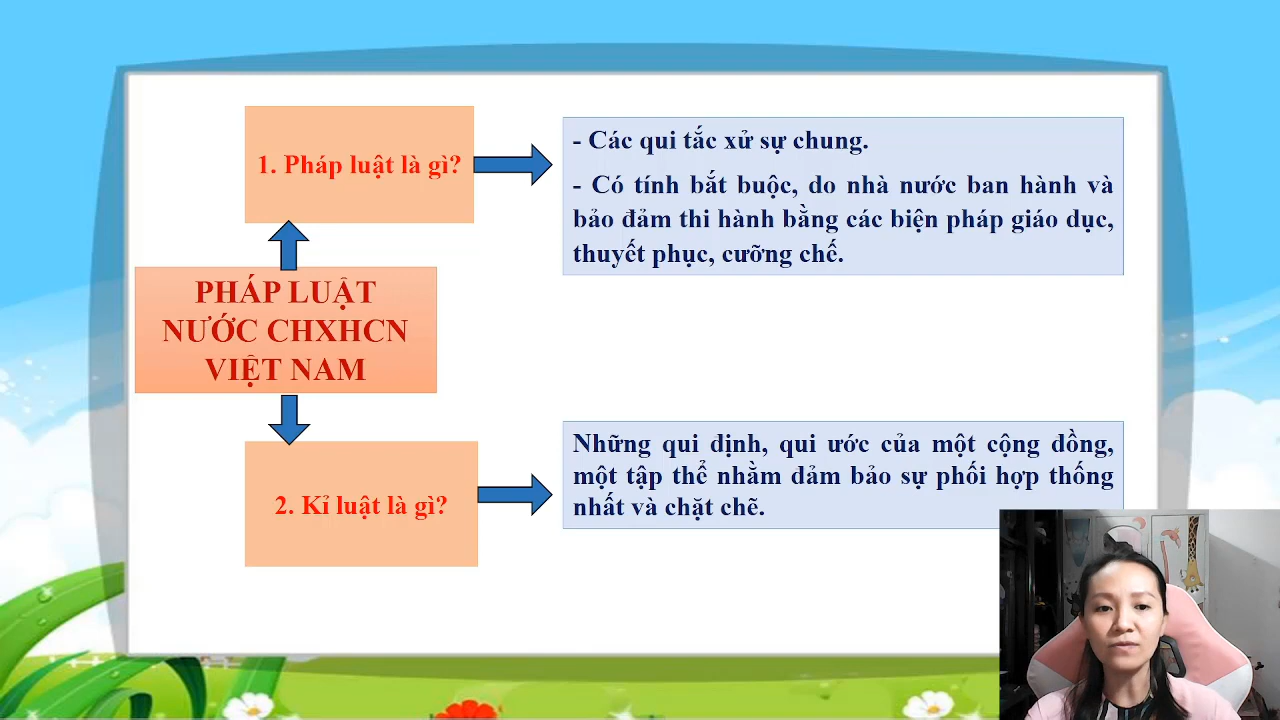 1. Pháp luật là gì?
- Các qui tắc xử sự chung.
- Có tính bắt buộc, do nhà nước ban hành và
bảo đảm thi hành bằng các biện pháp giáo dục,
thuyết phục, cưỡng chế.
PHÁP LUẬT
NƯỚC CHXHCN
VIỆT NAM
2. Kỉ luật là gì?
Những qui định, qui ước của một cộng đồng,
một tập thể nhằm đảm bảo sự phối hợp thống
nhất và chặt chẽ.